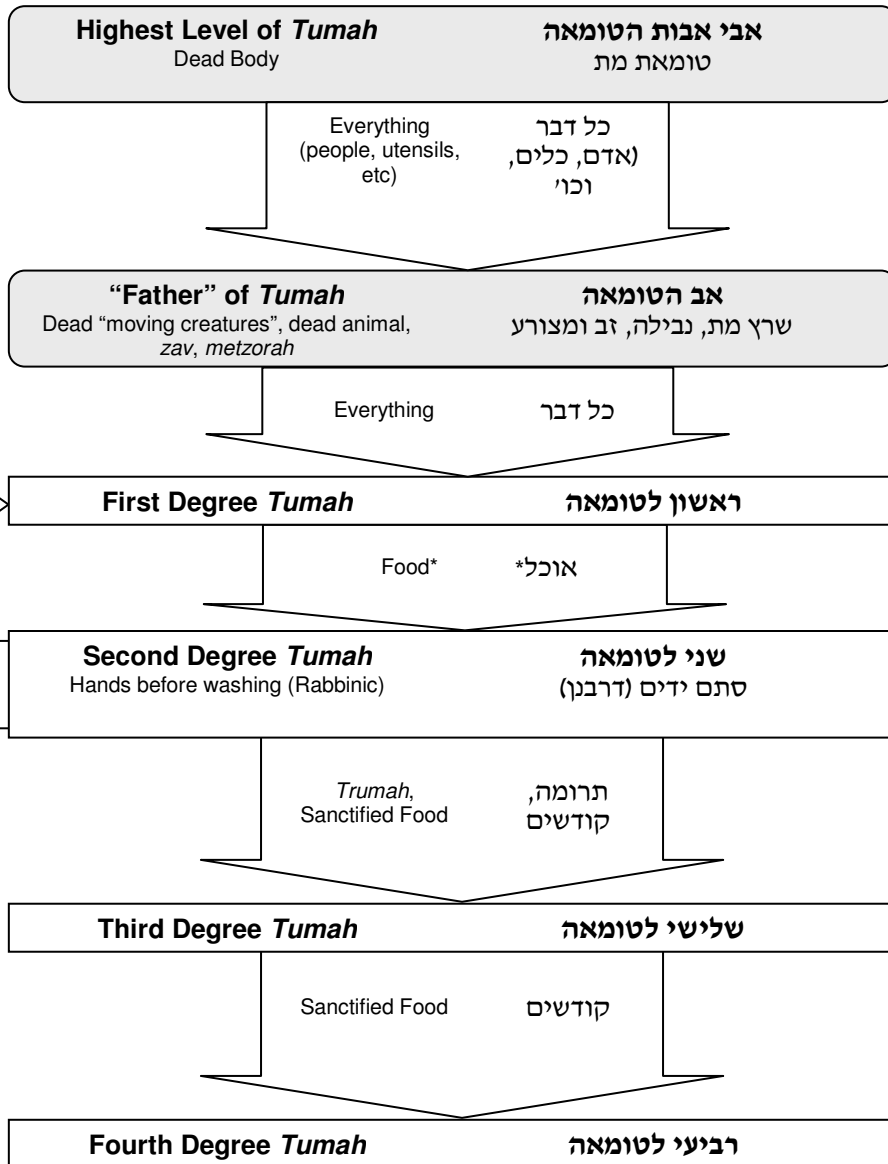 Highest Level of Tumah
Dead Body
אבי אבות הטומאה
טומאת מת
Everything
(people, utensils,
etc)
כל דבר
(אדם, כלים,
וכו׳
“Father” of Tumah
Dead “moving creatures”, dead animal,
zav, metzorah
אב הטומאה
שרץ מת, נבילה, זב ומצורע
Everything
כל דבר
First Degree Tumah
ראשון לטומאה
Food*
אוכל*
Second Degree Tumah
Hands before washing (Rabbinic)
שני לטומאה
סתם ידים (דרבנן)
Trumah,
Sanctified Food
תרומה,
קודשים
Third Degree Tumah
שלישי לטומאה
Sanctified Food
קודשים
Fourth Degree Tumah
רביעי לטומאה